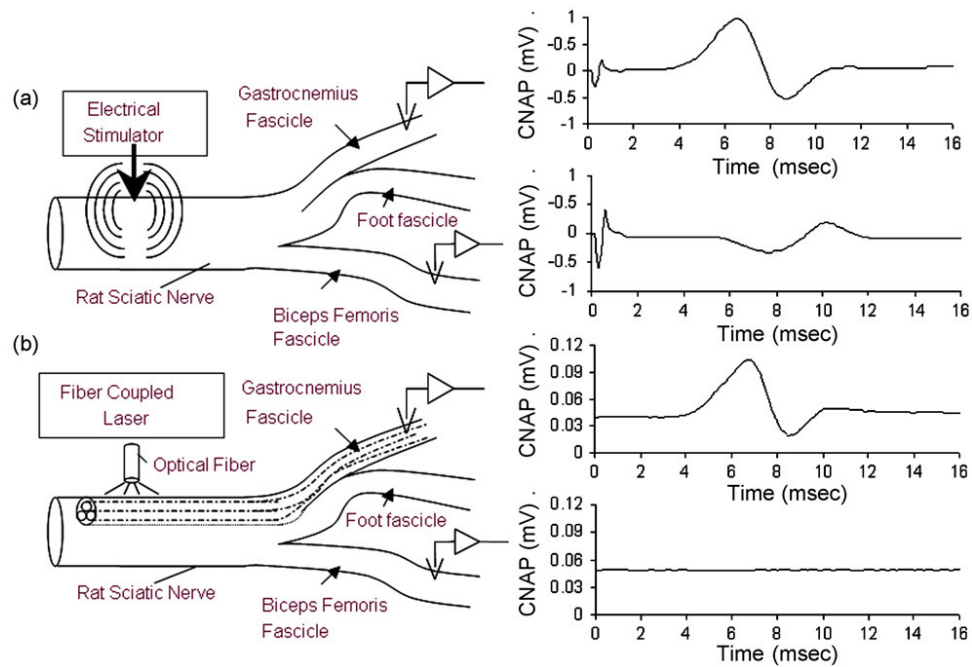 (a)
Electrical
Stimulator
Gastrocnemius
Fascicle
Foot fascicle
Rat Sciatic Nerve
Biceps Femoris
Fascicle
CNAP (mV)
1
-0.5
0
-0.5
-1
0 2 4 6 8 10 12 14 16
Time (msec)
CNAP (mV)
1
-0.5
0
-0.5
-1
0 2 4 6 8 10 12 14 16
Time (msec)
(b)
Fiber Coupled
Laser
Optical Fiber
Gastrocnemius
Fascicle
Foot fascicle
Rat Sciatic Nerve
Biceps Femoris
Fascicle
CNAP (mV)
0.12
0.09
0.06
0.03
0
0 2 4 6 8 10 12 14 16
Time (msec)
CNAP (mV)
0.12
0.09
0.06
0.03
0
0 2 4 6 8 10 12 14 16
Time (msec)